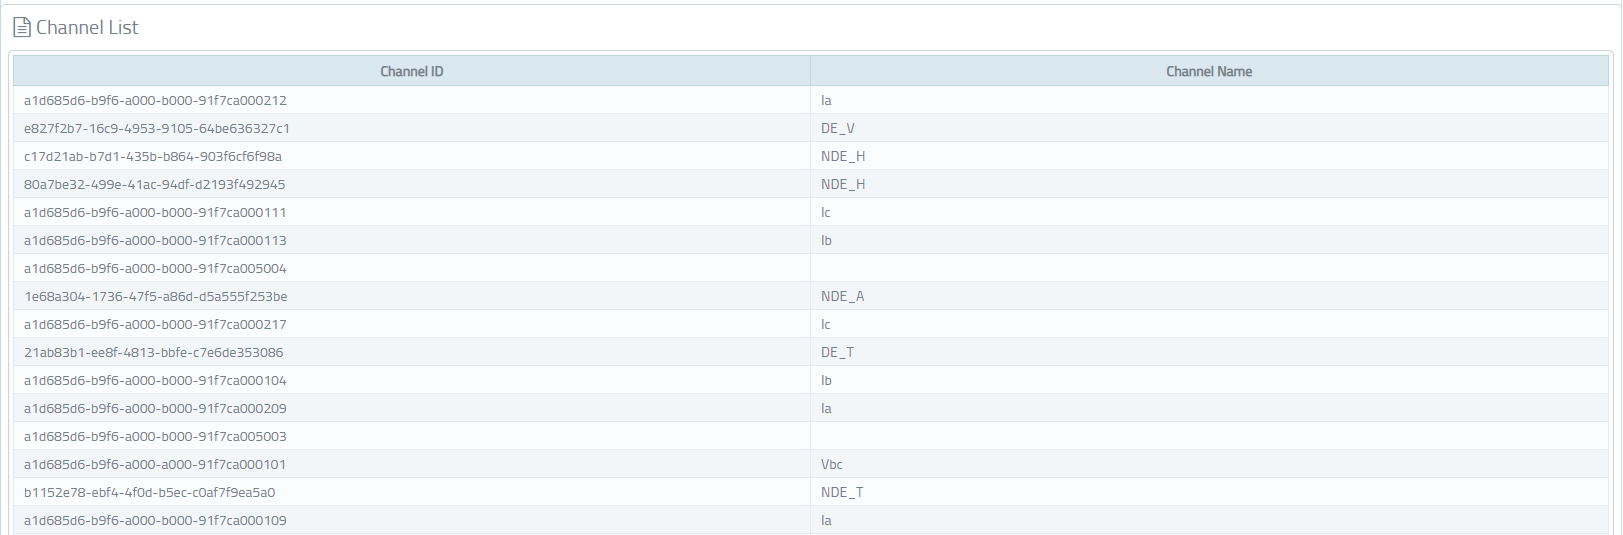 Channel List
Channel ID Channel Name
a1d685d6-b9f6-a000-b000-91f7ca000212 Ia
e827f2b7-16c9-4953-9105-64be636327c1 DE_V
c17d21ab-b7d1-435b-b864-903f6cf6f98a NDE_H
80a7be32-499e-41ac-94df-d2193f492945 NDE_H
a1d685d6-b9f6-a000-b000-91f7ca000111 Ic
a1d685d6-b9f6-a000-b000-91f7ca000113 Ib
a1d685d6-b9f6-a000-b000-91f7ca005004
1e68a304-1736-47f5-a86d-d5a555f253be NDE_A
a1d685d6-b9f6-a000-b000-91f7ca000217 Ic
21ab83b1-ee8f-4813-bbfe-c7e6de353086 DE_T
a1d685d6-b9f6-a000-b000-91f7ca000104 Ib
a1d685d6-b9f6-a000-b000-91f7ca000209 Ia
a1d685d6-b9f6-a000-b000-91f7ca005003
a1d685d6-b9f6-a000-a000-91f7ca000101 Vbc
b1152e78-ebf4-4f0d-b5ec-c0af7f9ea5a0 NDE_T
a1d685d6-b9f6-a000-b000-91f7ca000109 Ia